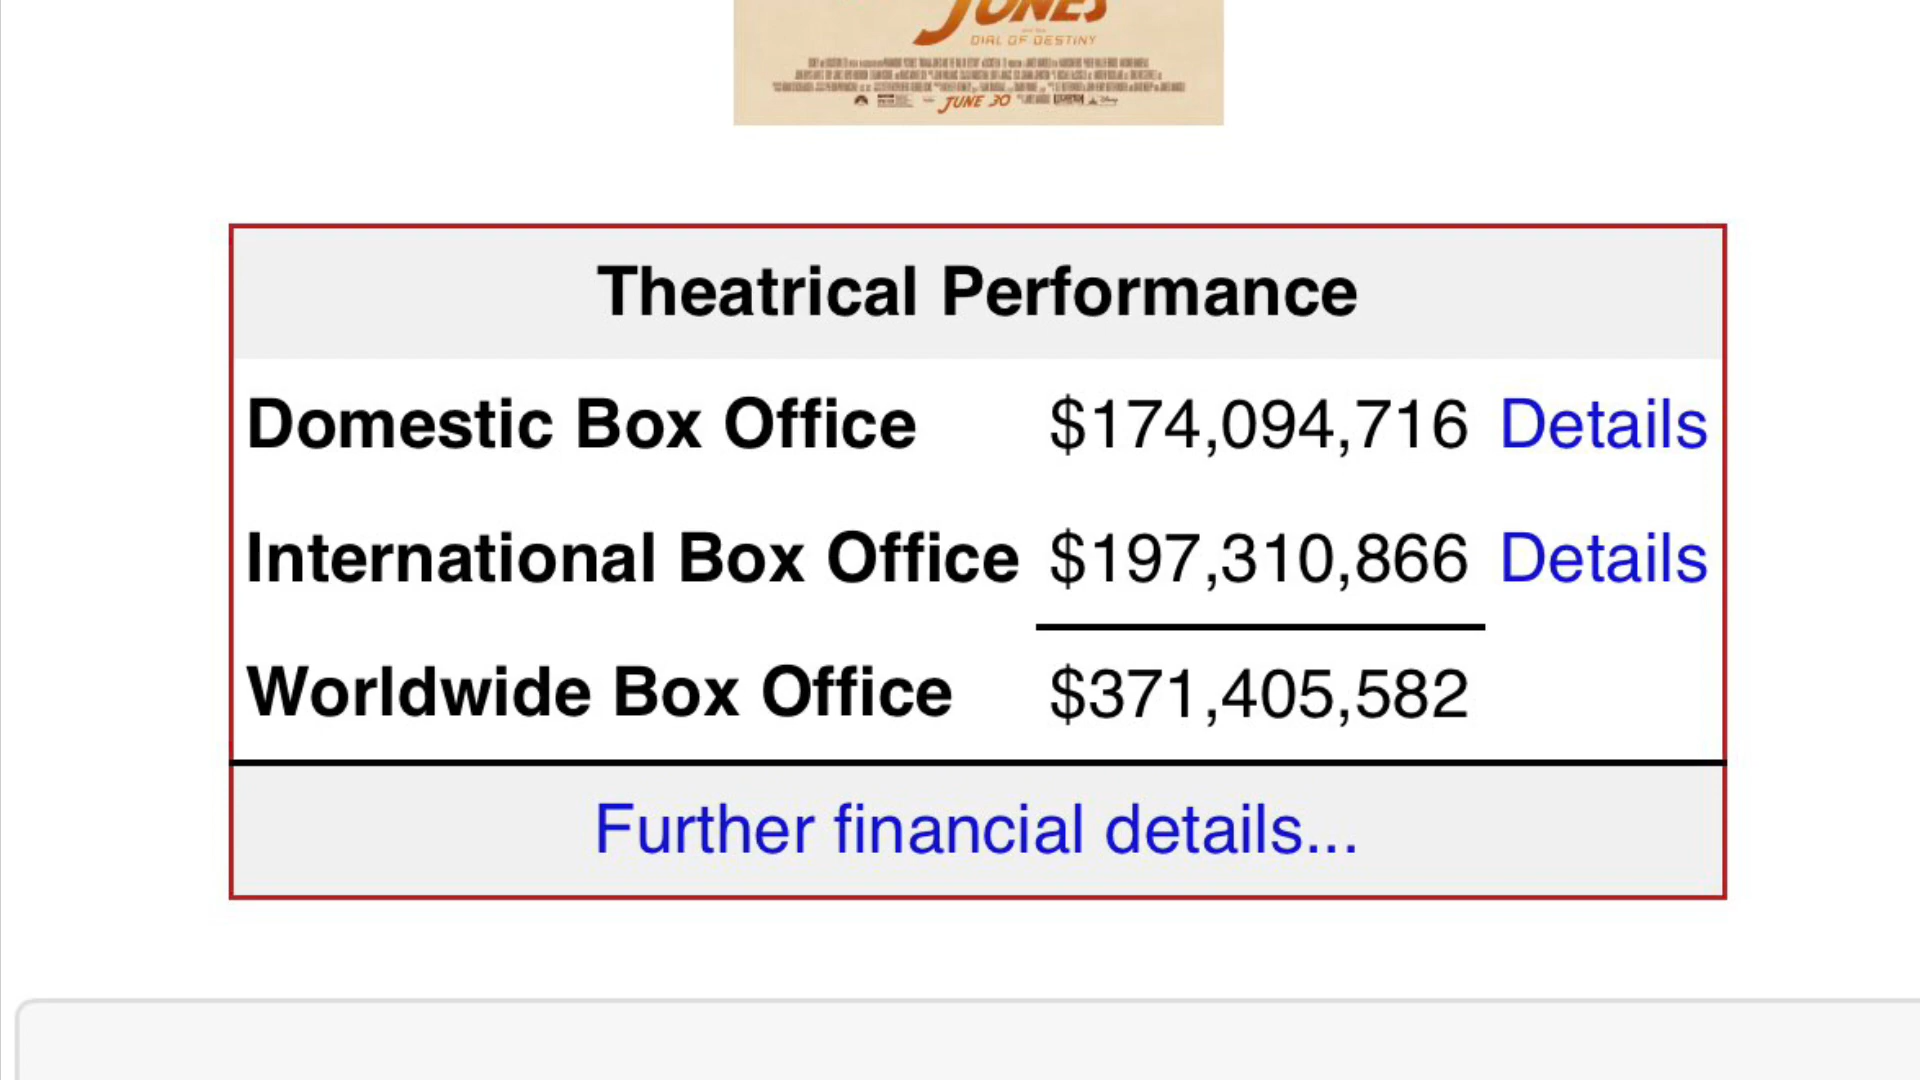 JONES
DIAL OF DESTINY
JUNE 30
Theatrical Performance
Domestic Box Office $174,094,716 Details
International Box Office $197,310,866 Details
Worldwide Box Office $371,405,582
Further financial details...